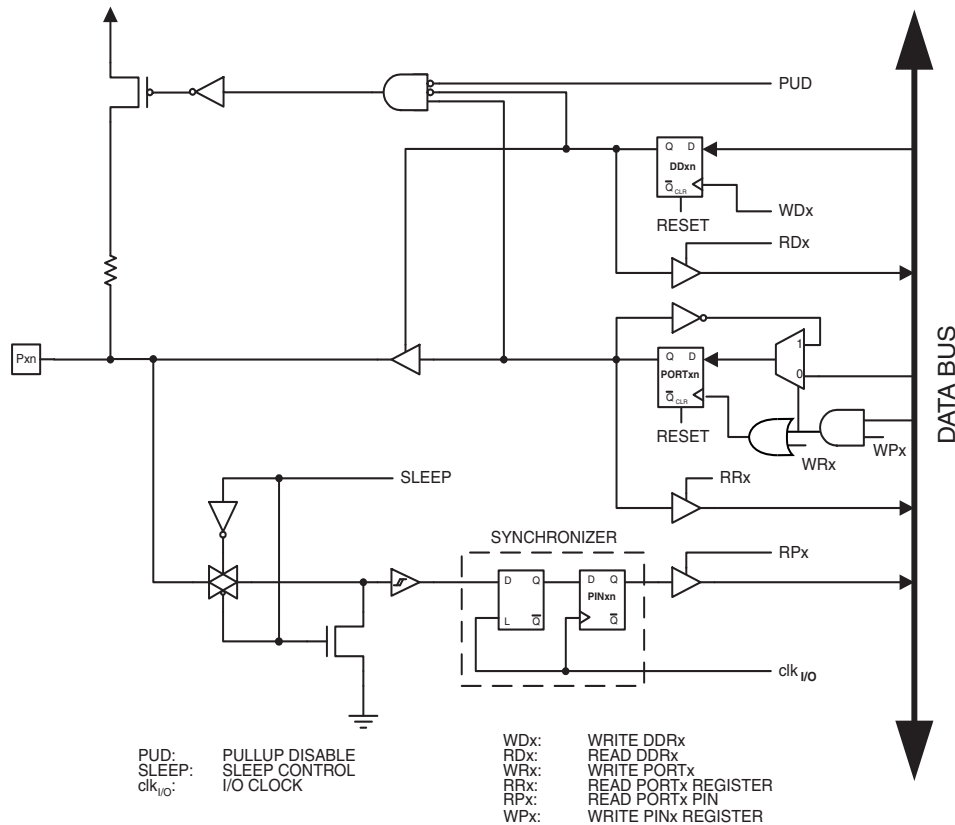 PUD
Q D
DDxn
Q CLR
WDx
RESET
RDx
DATA BUS
1
Pxn
Q D
PORTxn
0
Q CLR
RESET
WRx
WPx
SLEEP
RRx
SYNCHRONIZER
RPx
D Q
D Q
PINxn
L Q
Q
clk I/O
PUD: PULLUP DISABLE
SLEEP: SLEEP CONTROL
clkI/O: I/O CLOCK
WDx: WRITE DDRx
RDx: READ DDRx
WRx: WRITE PORTx
RRx: READ PORTx REGISTER
RPx: READ PORTx PIN
WPx: WRITE PINx REGISTER